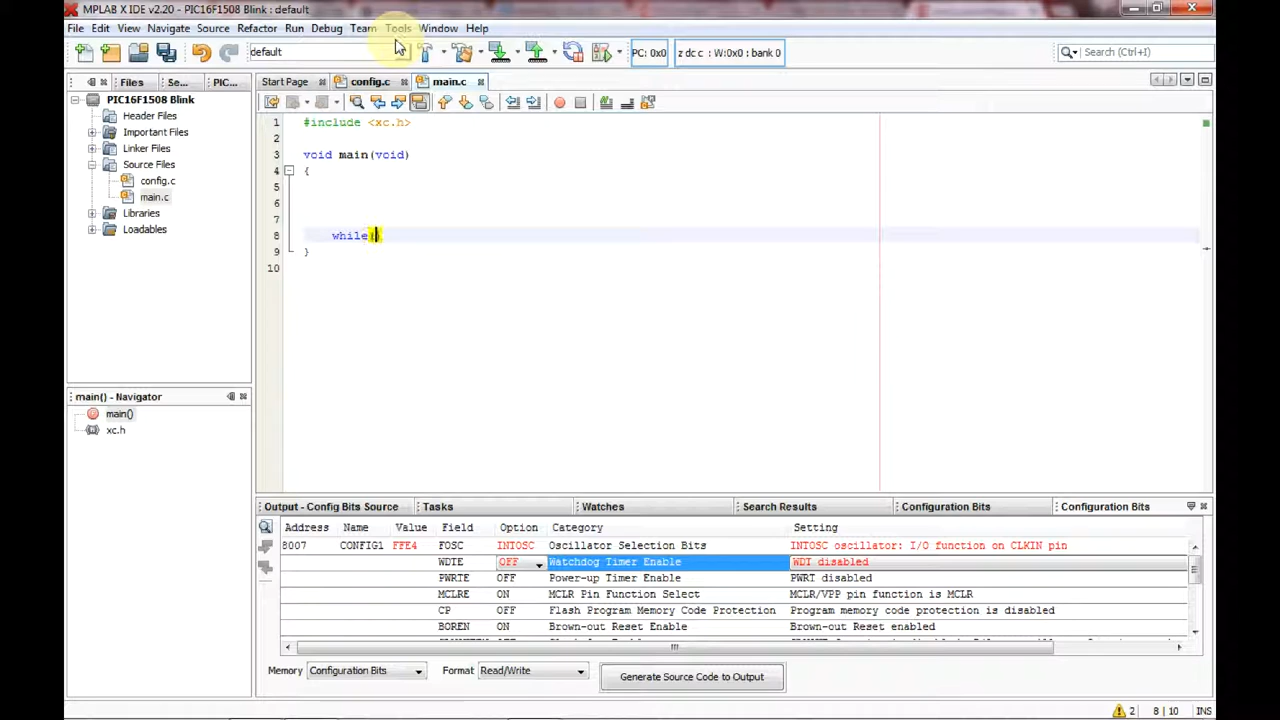 MPLAB X IDE v2.20 - PIC16F1508 Blink : default
File Edit View Navigate Source Refactor Run Debug Team Tools Window Help
default PC: 0x0 z dc c : W:0x0 : bank 0 Search (Ctrl+I)
Files Se... PIC...
Start Page config.c main.c
PIC16F1508 Blink
Header Files
Important Files
Linker Files
Source Files
config.c
main.c
Libraries
Loadables
1 #include <xc.h>
2
3 void main(void)
4 {
5
6
7
8 while()
9 }
10
main() - Navigator
main()
xc.h
Output - Config Bits Source Tasks Watches Search Results Configuration Bits Configuration Bits
Address Name Value Field Option Category Setting
8007 CONFIG1 FFE4 FOSC INTOSC Oscillator Selection Bits INTOSC oscillator: I/O function on CLKIN pin
WDTE OFF Watchdog Timer Enable WDT disabled
PWRTE OFF Power-up Timer Enable PWRT disabled
MCLRE ON MCLR Pin Function Select MCLR/VPP pin function is MCLR
CP OFF Flash Program Memory Code Protection Program memory code protection is disabled
BOREN ON Brown-out Reset Enable Brown-out Reset enabled
Memory Configuration Bits Format Read/Write Generate Source Code to Output
2 8 | 10 INS